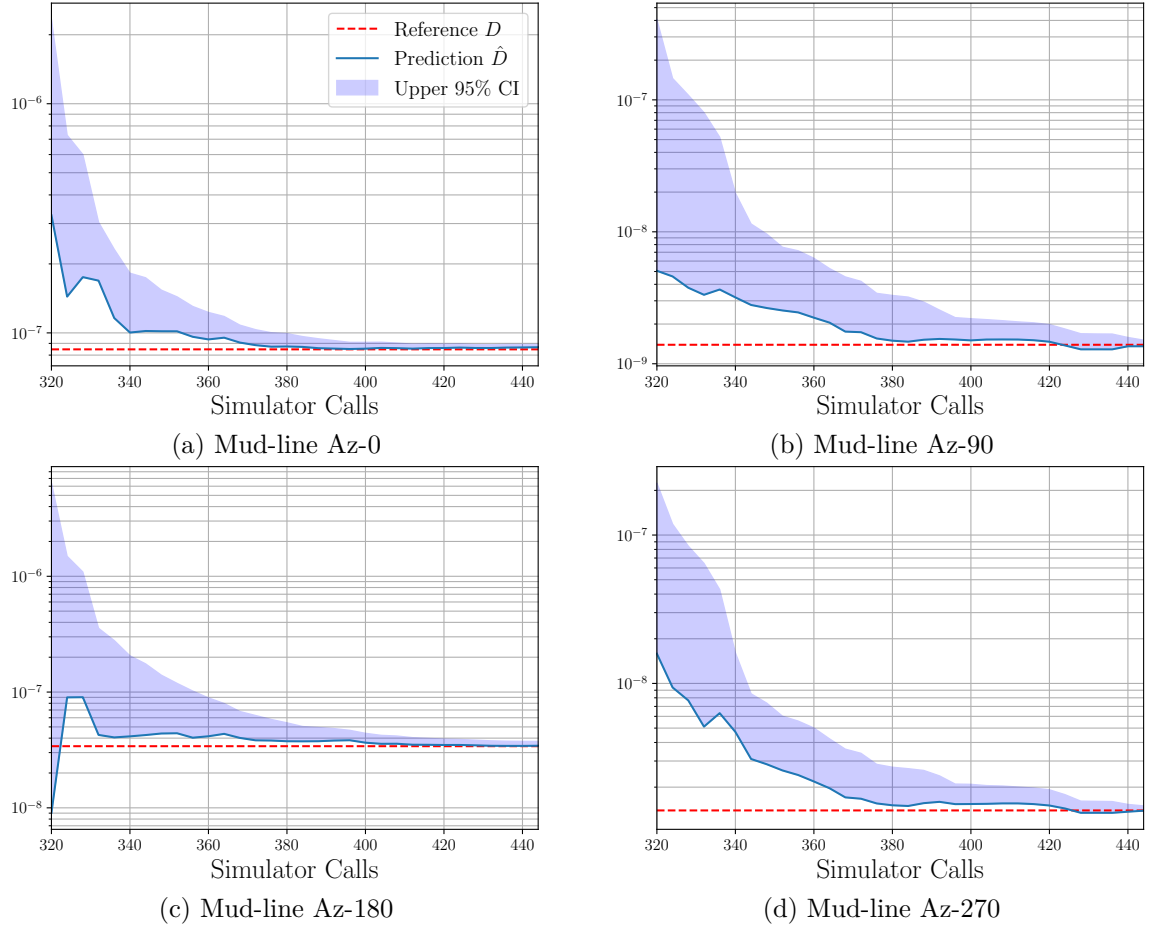 Reference D
Prediction D̂
Upper 95% CI
10⁻⁶
10⁻⁷
320 340 360 380 400 420 440
Simulator Calls
(a) Mud-line Az-0
10⁻⁷
10⁻⁸
10⁻⁹
320 340 360 380 400 420 440
Simulator Calls
(b) Mud-line Az-90
10⁻⁶
10⁻⁷
10⁻⁸
320 340 360 380 400 420 440
Simulator Calls
(c) Mud-line Az-180
10⁻⁷
10⁻⁸
320 340 360 380 400 420 440
Simulator Calls
(d) Mud-line Az-270